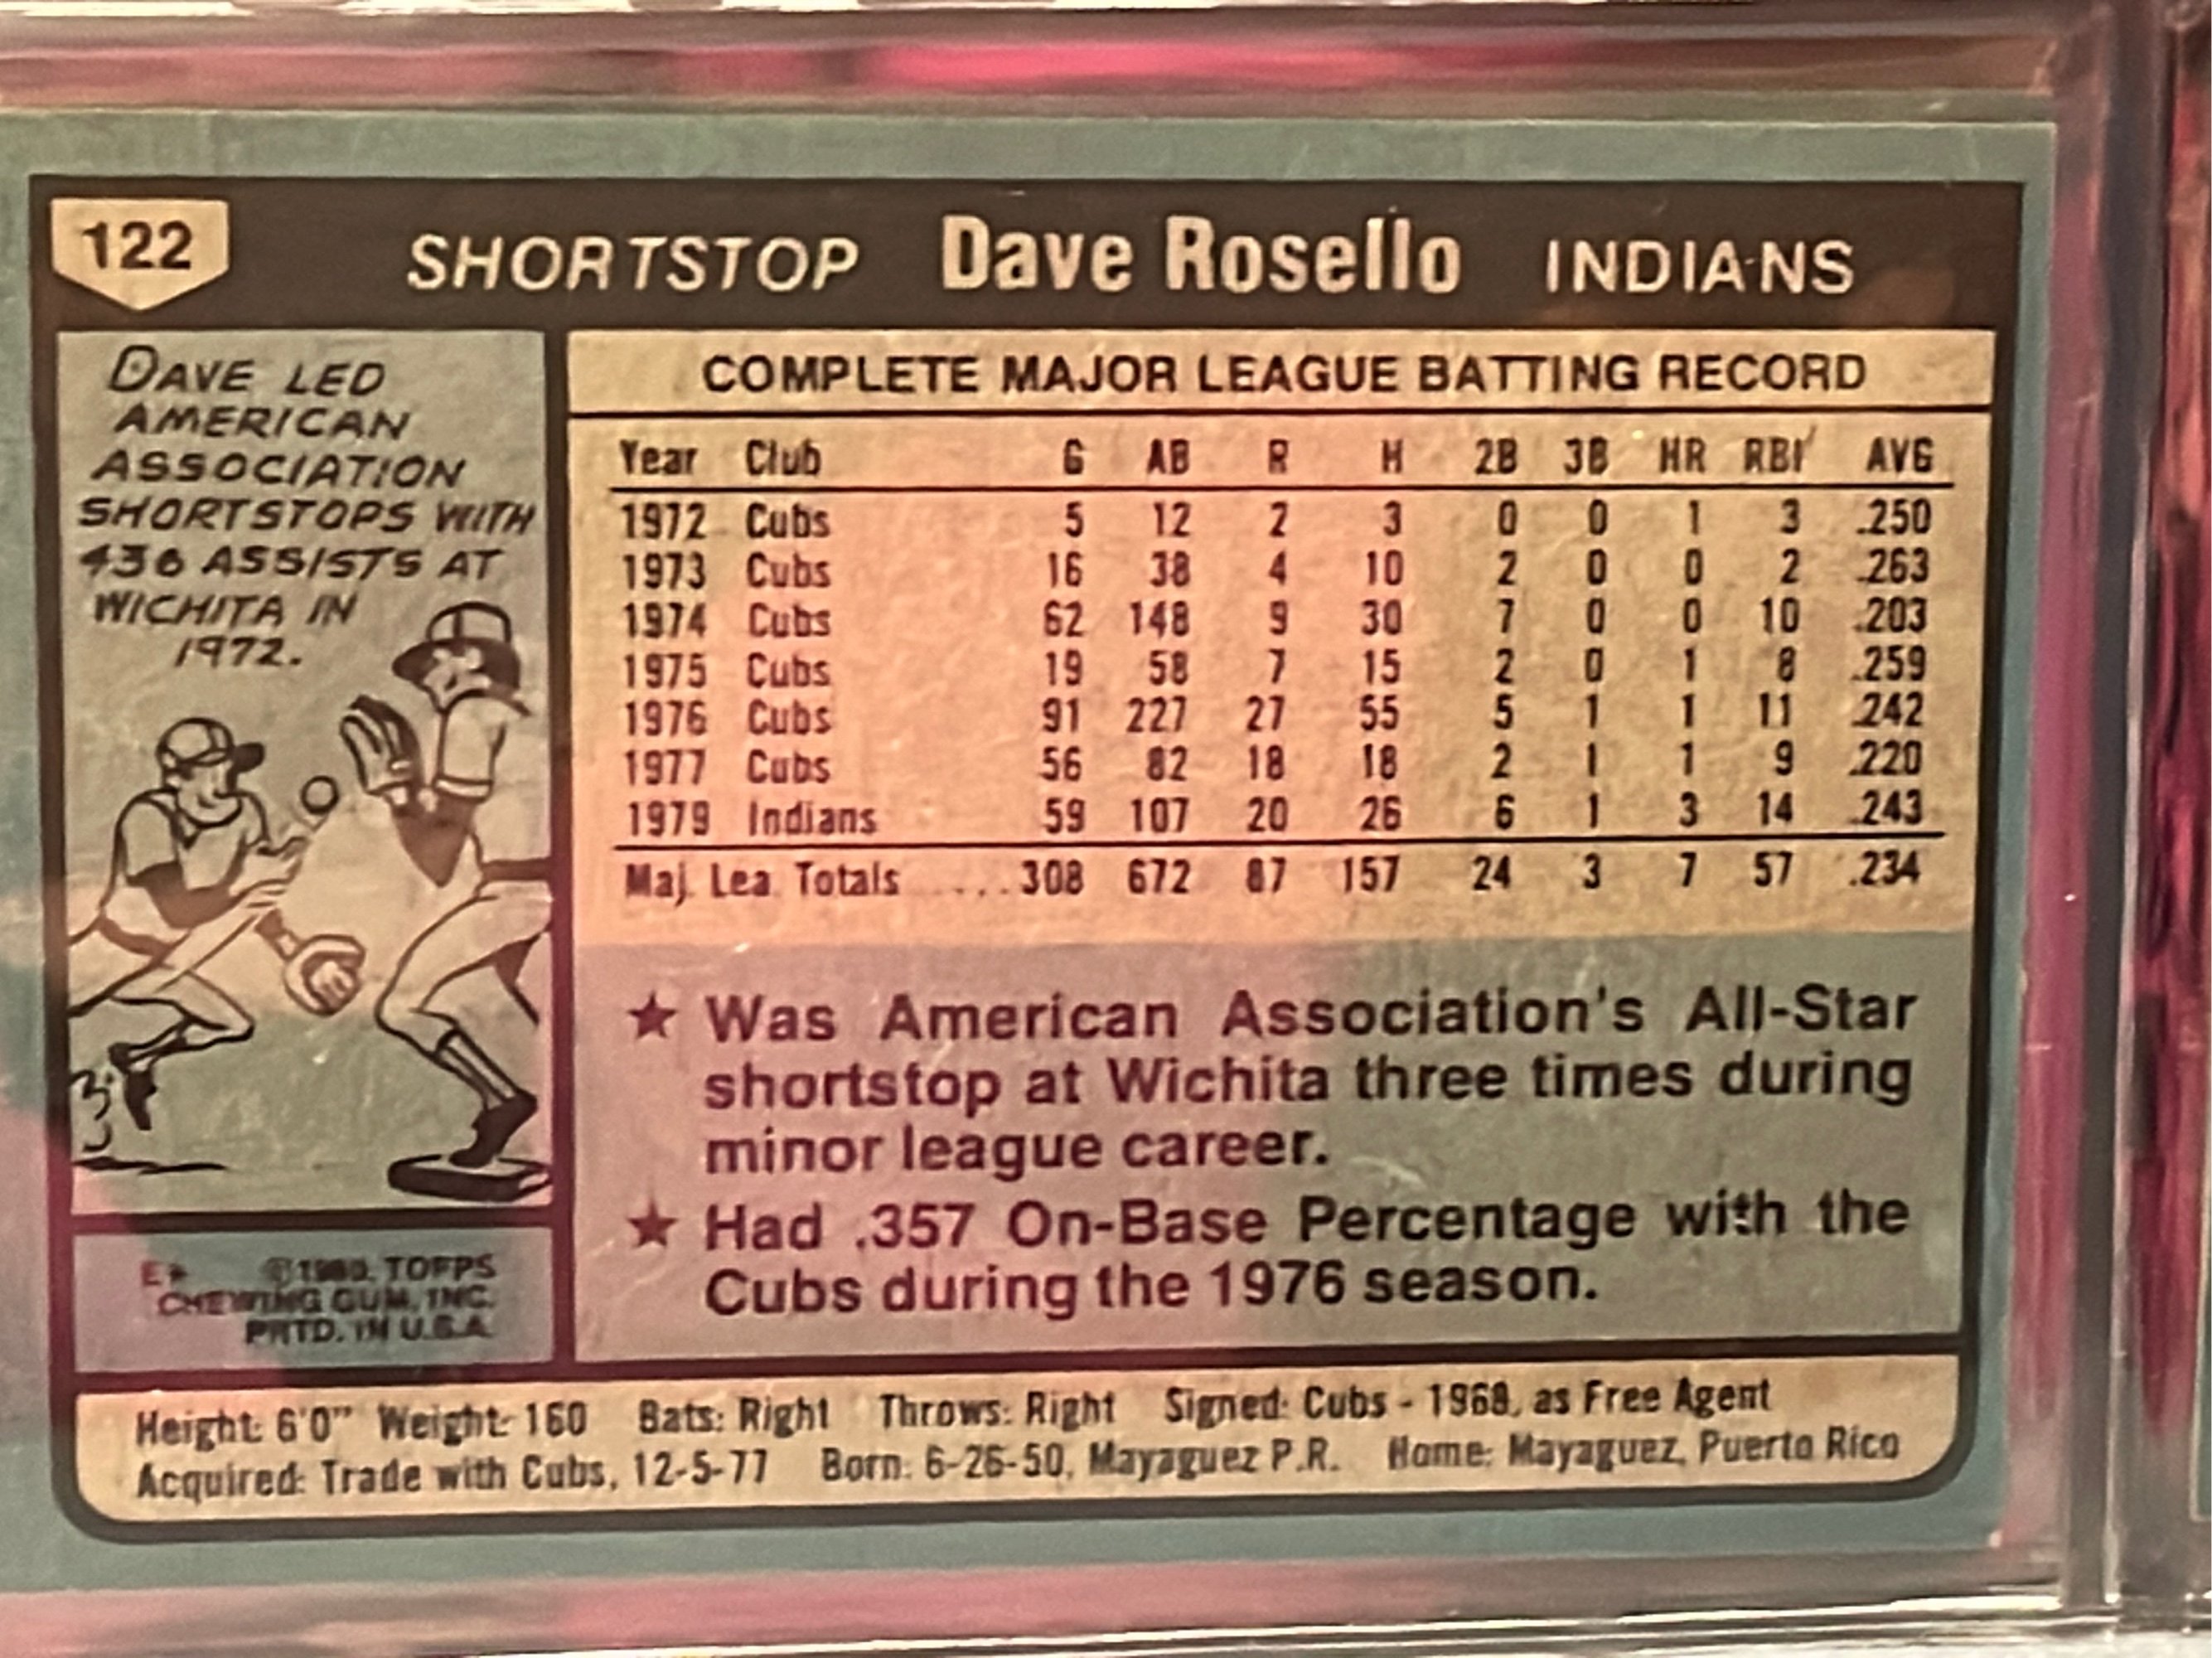 122 SHORTSTOP Dave Rosello INDIANS
DAVE LED
AMERICAN
ASSOCIATION
SHORTSTOPS WITH
436 ASSISTS AT
WICHITA IN
1972.
COMPLETE MAJOR LEAGUE BATTING RECORD
Year Club G AB R H 2B 3B HR RBI AVG
1972 Cubs 5 12 2 3 0 0 1 3 .250
1973 Cubs 16 38 4 10 2 0 0 2 .263
1974 Cubs 62 148 9 30 7 0 0 10 .203
1975 Cubs 19 58 7 15 2 0 1 8 .259
1976 Cubs 91 227 27 55 5 1 1 11 .242
1977 Cubs 56 82 18 18 2 1 1 9 .220
1979 Indians 59 107 20 26 6 1 3 14 .243
Maj. Lea. Totals ....308 672 87 157 24 3 7 57 .234
★ Was American Association's All-Star
shortstop at Wichita three times during
minor league career.
★ Had .357 On-Base Percentage with the
Cubs during the 1976 season.
©1980. TOPPS
CHEWING GUM, INC.
PRTD. IN U.S.A.
Height: 6'0" Weight: 160 Bats: Right Throws: Right Signed: Cubs - 1968, as Free Agent
Acquired: Trade with Cubs, 12-5-77 Born: 6-26-50, Mayaguez P.R. Home: Mayaguez, Puerto Rico